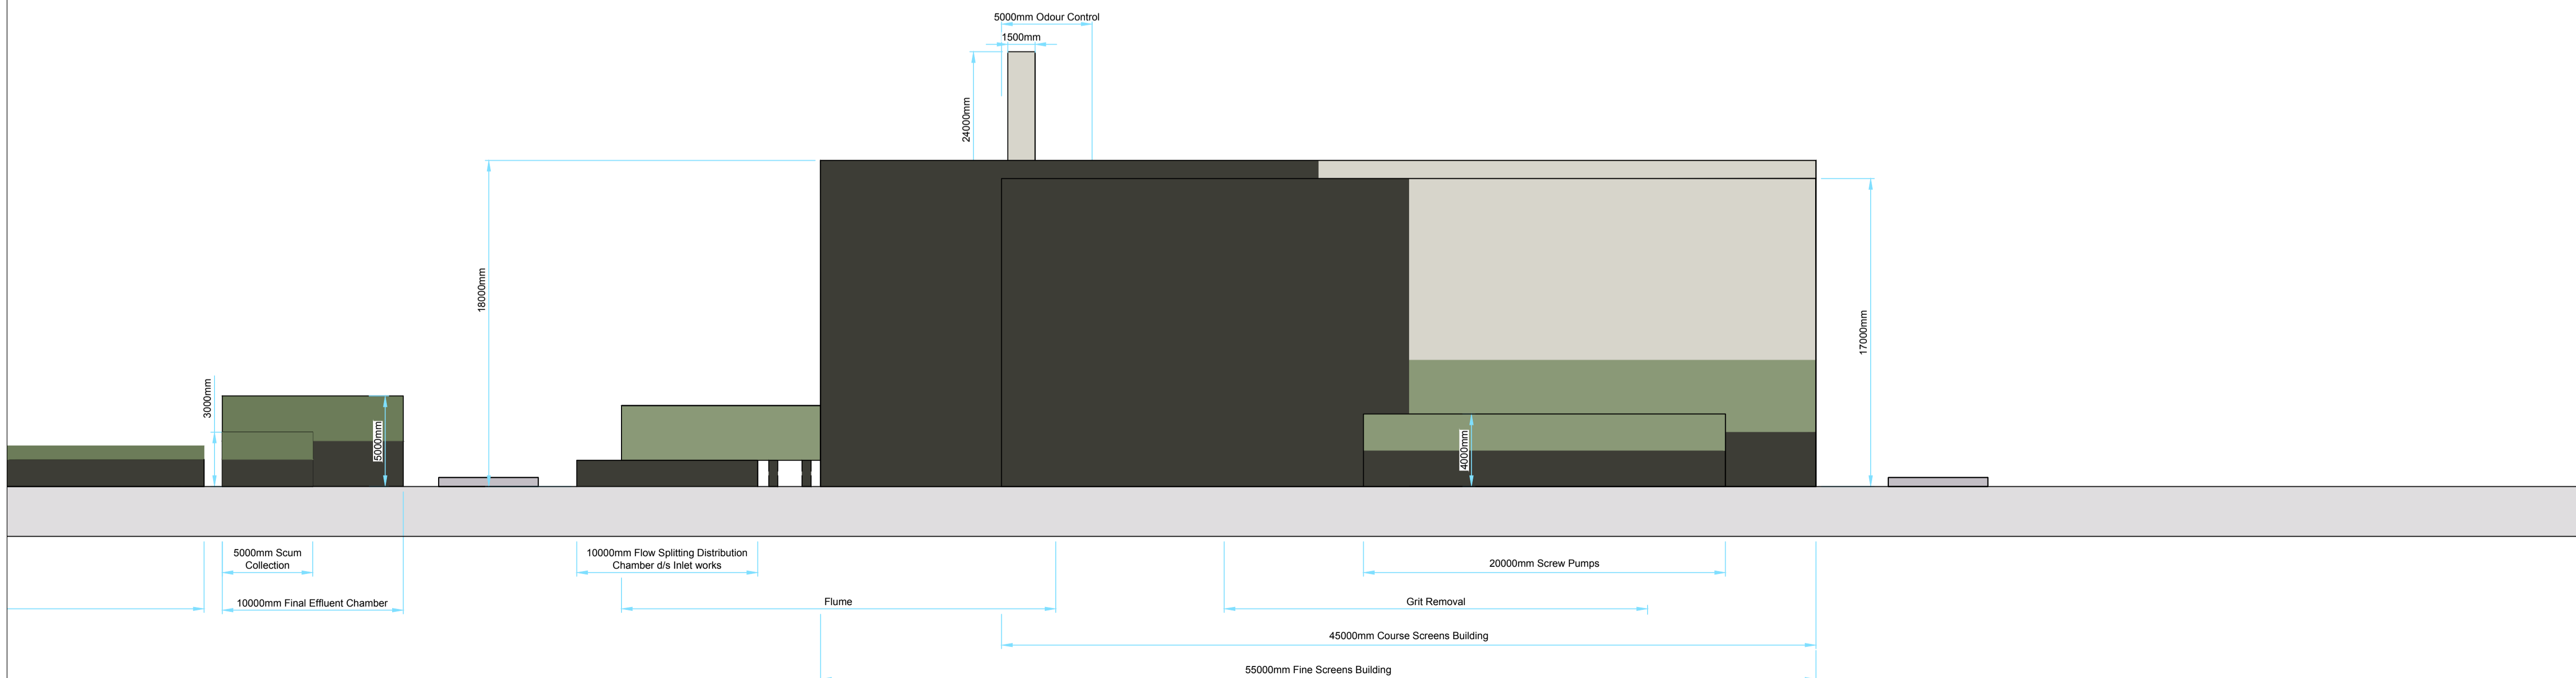 5000mm Odour Control
1500mm
24000mm
18000mm
17000mm
3000mm
5000mm
4000mm
5000mm Scum
Collection
10000mm Flow Splitting Distribution
Chamber d/s Inlet works
20000mm Screw Pumps
10000mm Final Effluent Chamber
Flume
Grit Removal
45000mm Course Screens Building
55000mm Fine Screens Building